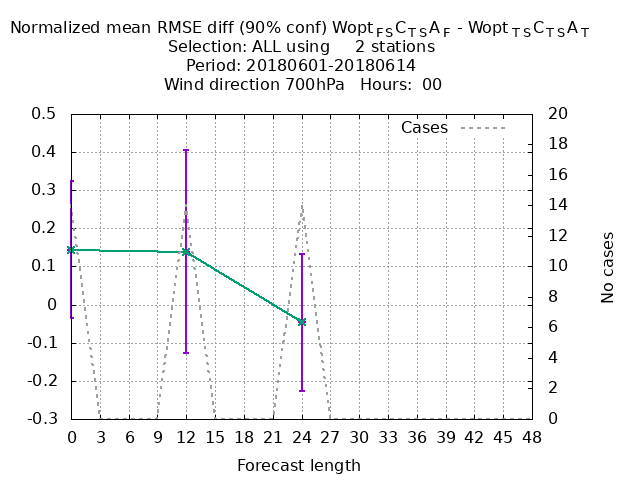 Normalized mean RMSE diff (90% conf) Wopt FS C TS A F - Wopt TS C TS A T
Selection: ALL using 2 stations
Period: 20180601-20180614
Wind direction 700hPa Hours: 00
Cases
0.5
0.4
0.3
0.2
0.1
0
-0.1
-0.2
-0.3
20
18
16
14
12
10
8
6
4
2
0
No cases
0 3 6 9 12 15 18 21 24 27 30 33 36 39 42 45 48
Forecast length